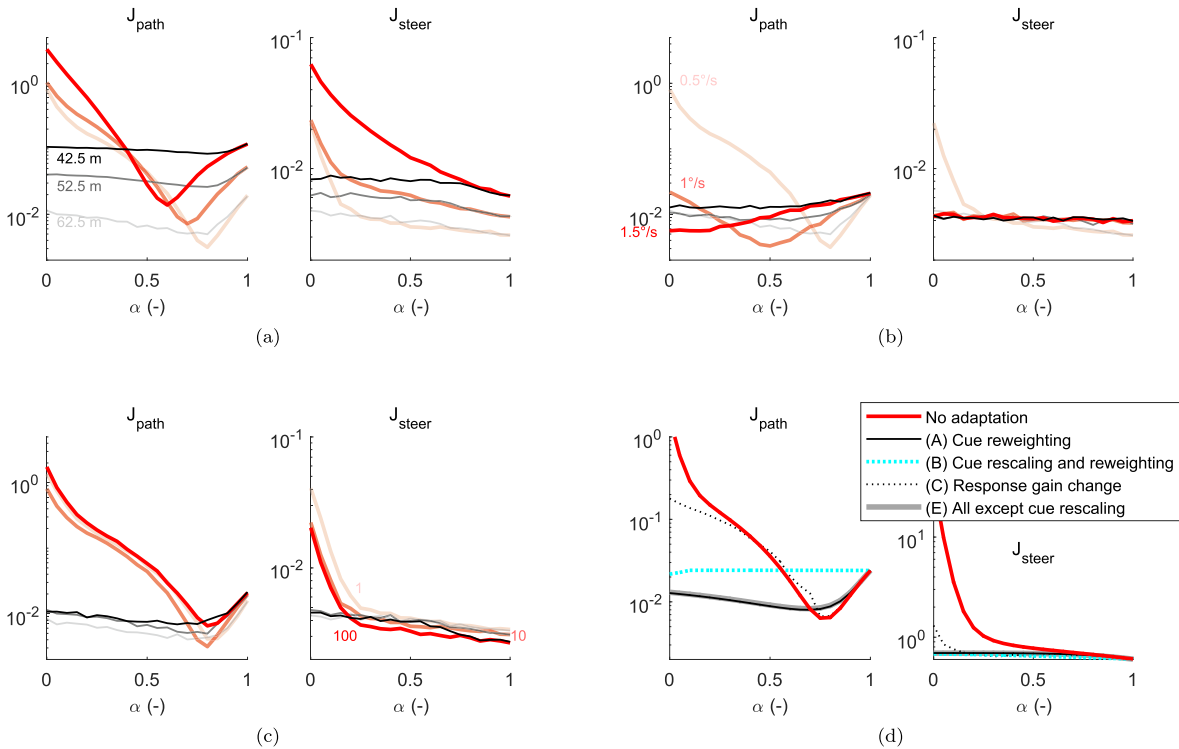 J_path
J_steer
10^0
10^-2
42.5 m
52.5 m
62.5 m
0
0.5
1
α (-)
10^-1
10^-2
0
0.5
1
α (-)
(a)
J_path
J_steer
10^0
10^-2
0.5°/s
1°/s
1.5°/s
0
0.5
1
α (-)
10^-1
10^-2
0
0.5
1
α (-)
(b)
J_path
J_steer
10^0
10^-2
0
0.5
1
α (-)
10^-1
10^-2
1
100
10
0
0.5
1
α (-)
(c)
J_path
No adaptation
(A) Cue reweighting
(B) Cue rescaling and reweighting
(C) Response gain change
(E) All except cue rescaling
10^0
10^-1
10^-2
0
0.5
1
α (-)
J_steer
10^1
10^0
0
0.5
1
α (-)
(d)